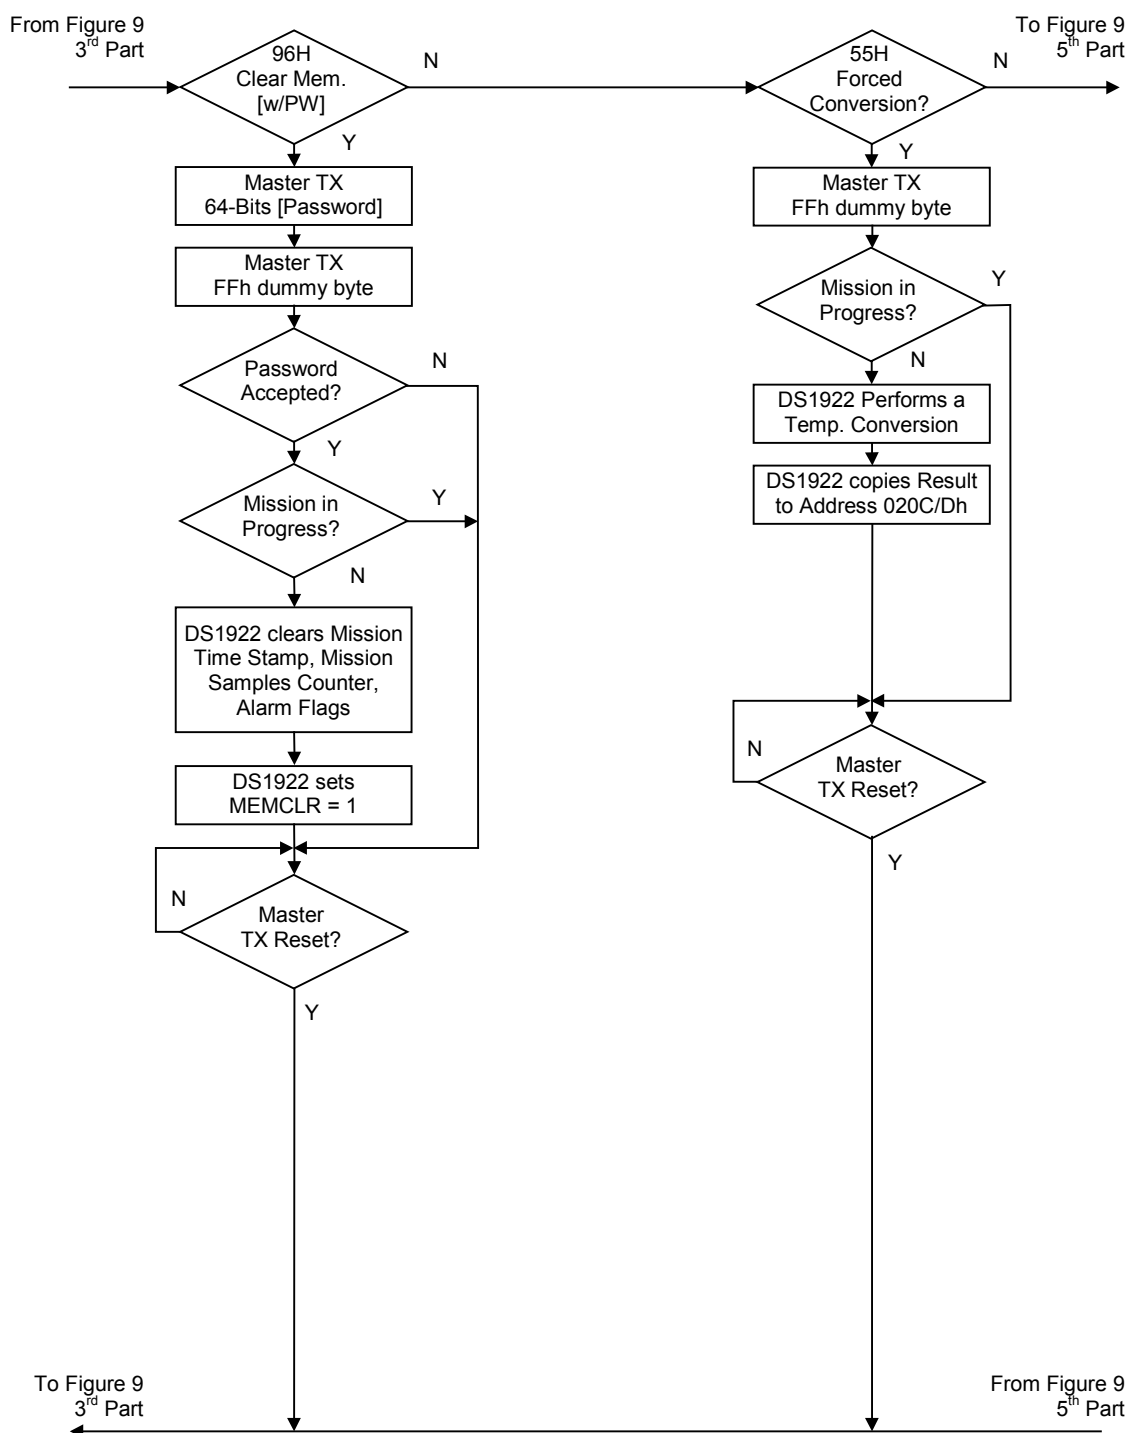 From Figure 9
3rd Part
96H
Clear Mem.
[w/PW]
N
55H
Forced
Conversion?
N
To Figure 9
5th Part
Y
Master TX
64-Bits [Password]
Master TX
FFh dummy byte
Password
Accepted?
N
Y
Mission in
Progress?
Y
N
DS1922 clears Mission
Time Stamp, Mission
Samples Counter,
Alarm Flags
DS1922 sets
MEMCLR = 1
N
Master
TX Reset?
Y
Y
Master TX
FFh dummy byte
Mission in
Progress?
Y
N
DS1922 Performs a
Temp. Conversion
DS1922 copies Result
to Address 020C/Dh
N
Master
TX Reset?
Y
To Figure 9
3rd Part
From Figure 9
5th Part